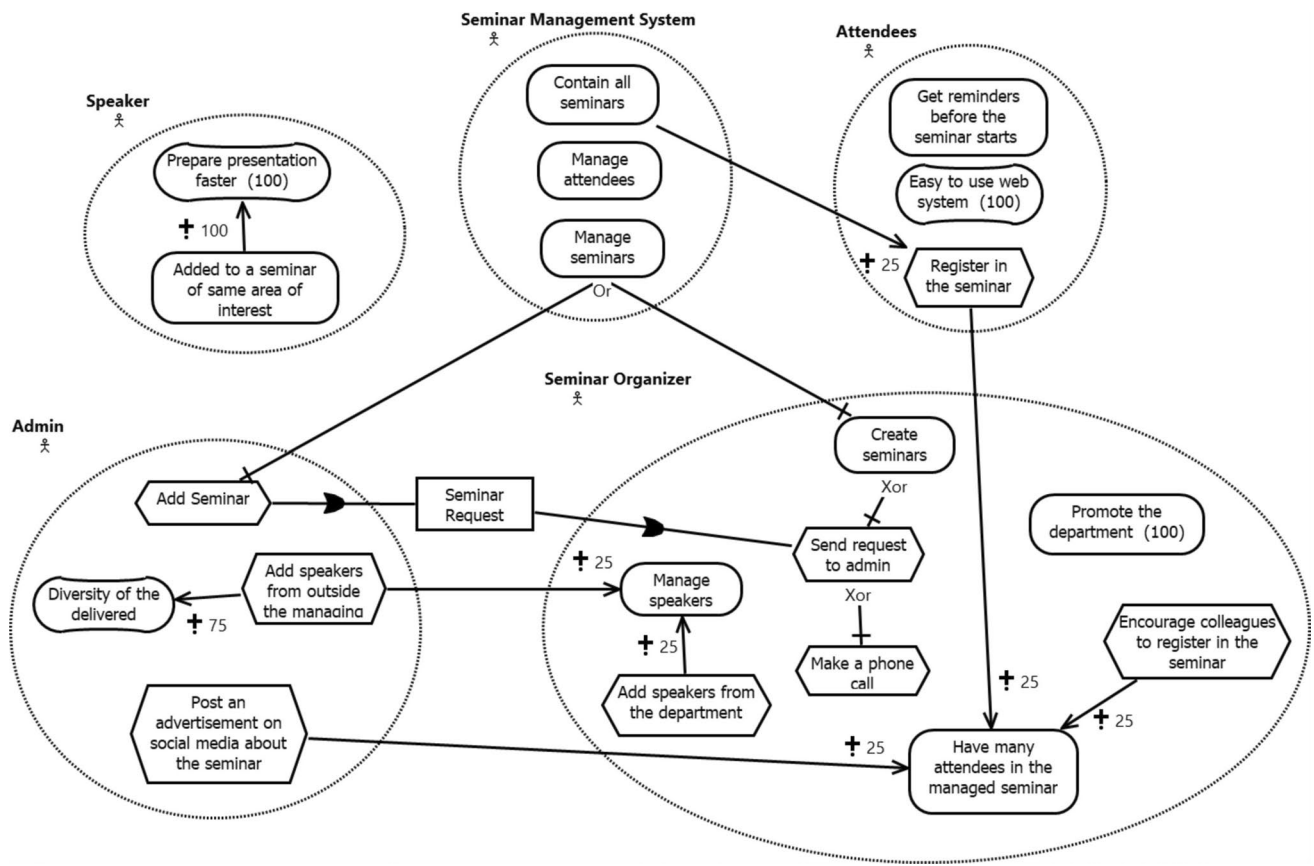 Seminar Management System
Contain all
seminars
Manage
attendees
Manage
seminars
Or
Attendees
Get reminders
before the
seminar starts
Easy to use web
system (100)
25
Register in
the seminar
Speaker
Prepare presentation
faster (100)
100
Added to a seminar
of same area of
interest
Admin
Add Seminar
Seminar
Request
Add speakers
from outside
the managing
Diversity of the
delivered
75
Post an
advertisement on
social media about
the seminar
Seminar Organizer
Create
seminars
Xor
Send request
to admin
Xor
Make a phone
call
25
Manage
speakers
25
Add speakers from
the department
Promote the
department (100)
Encourage colleagues
to register in the
seminar
25
25
25
Have many
attendees in the
managed seminar